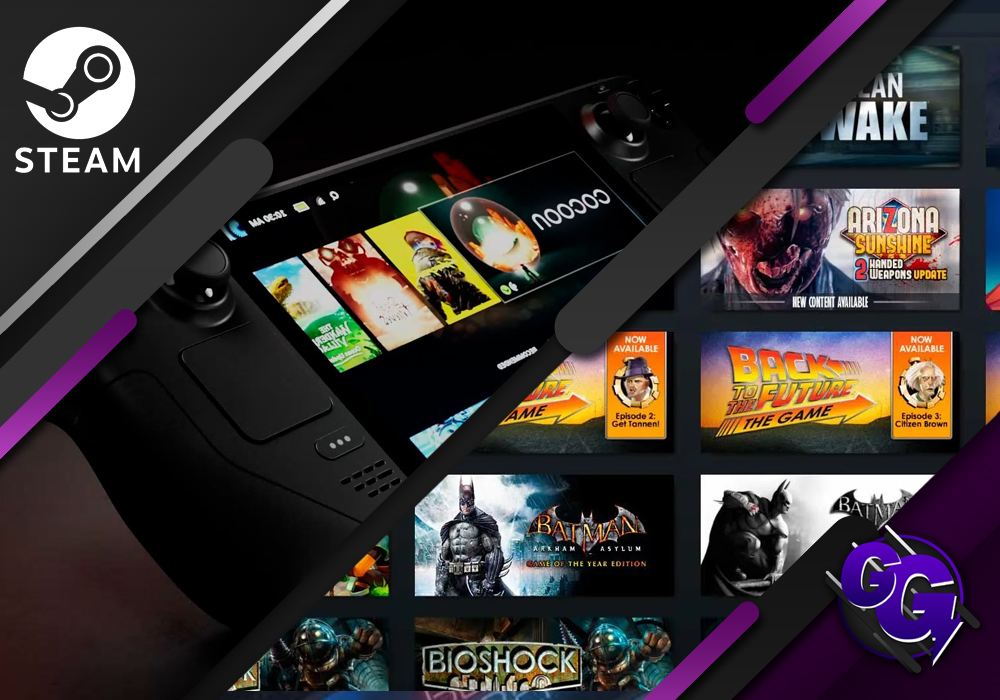 STEAM
LAN
WAKE
ARIZONA
SUNSHINE
2 HANDED
WEAPONS UPDATE
NEW CONTENT AVAILABLE
COCOON
NOW
AVAILABLE
Episode 2:
Get Tannen!
BACK
TO THE FUTURE
THE GAME
NOW
AVAILABLE
Episode 3:
Citizen Brown
BATMAN
ARKHAM ASYLUM
GAME OF THE YEAR EDITION
BATMA
BIOSHOCK
GG